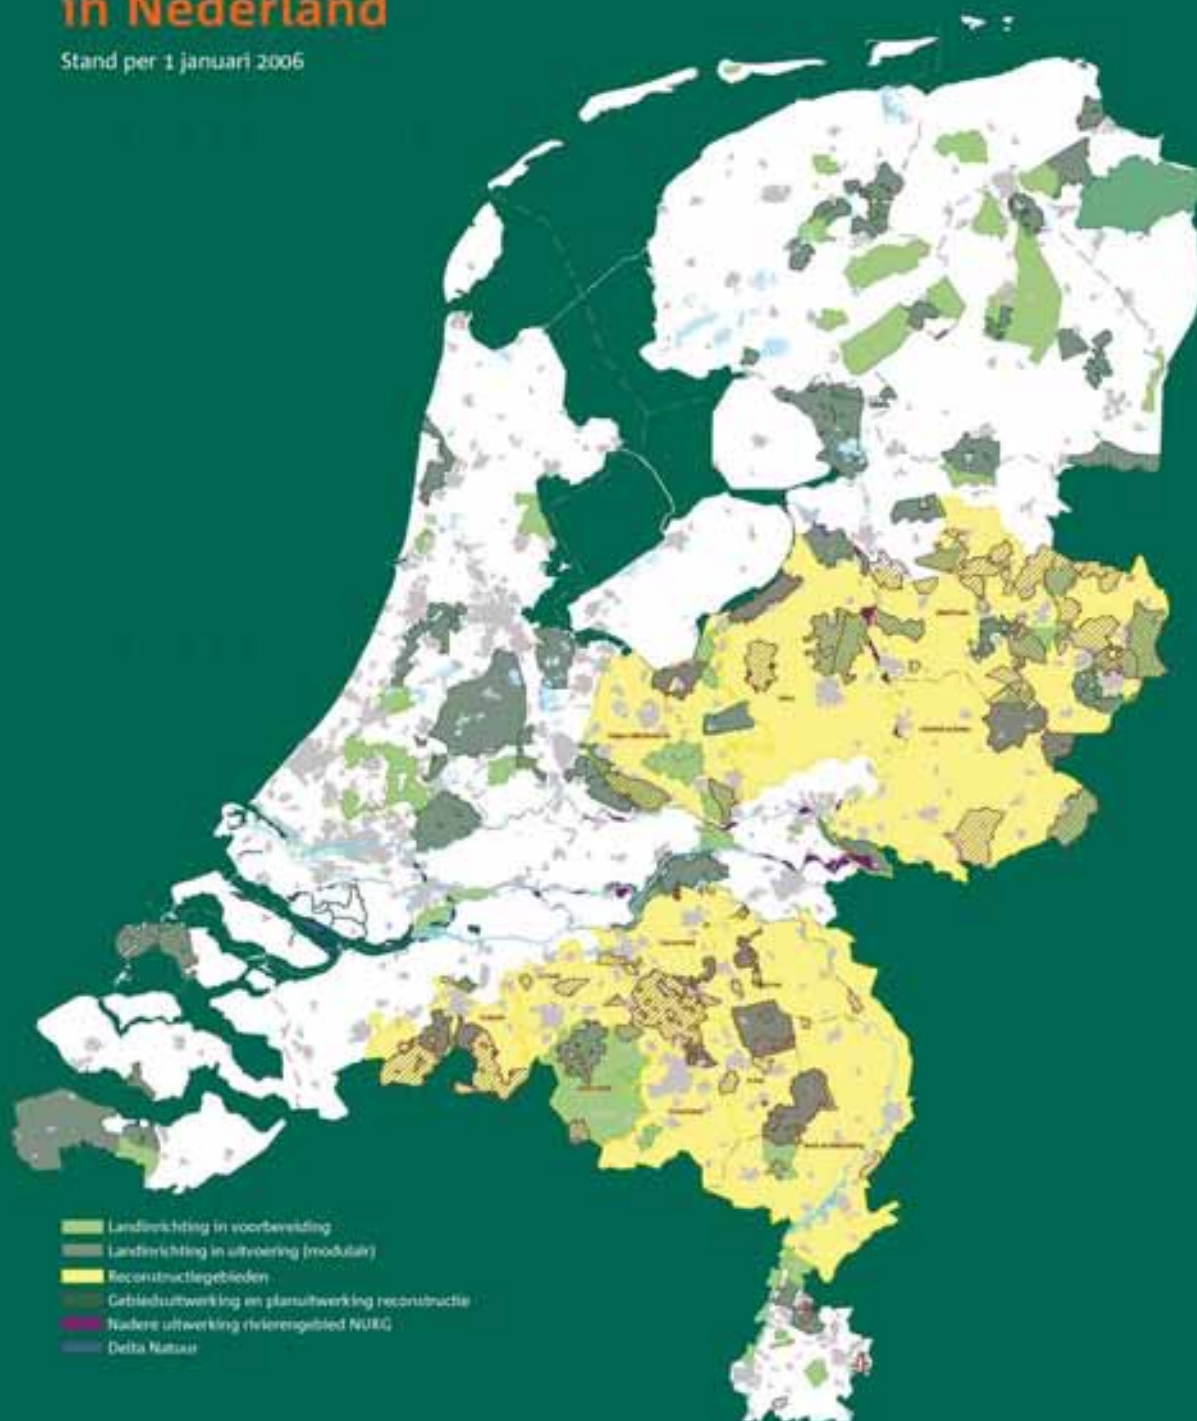 in Nederland
Stand per 1 januari 2006
Landinrichting in voorbereiding
Landinrichting in uitvoering (modulair)
Reconstructiegebieden
Gebiedsuitwerking en planuitwerking reconstructie
Nadere uitwerking rivierengebied NURG
Delta Natuur